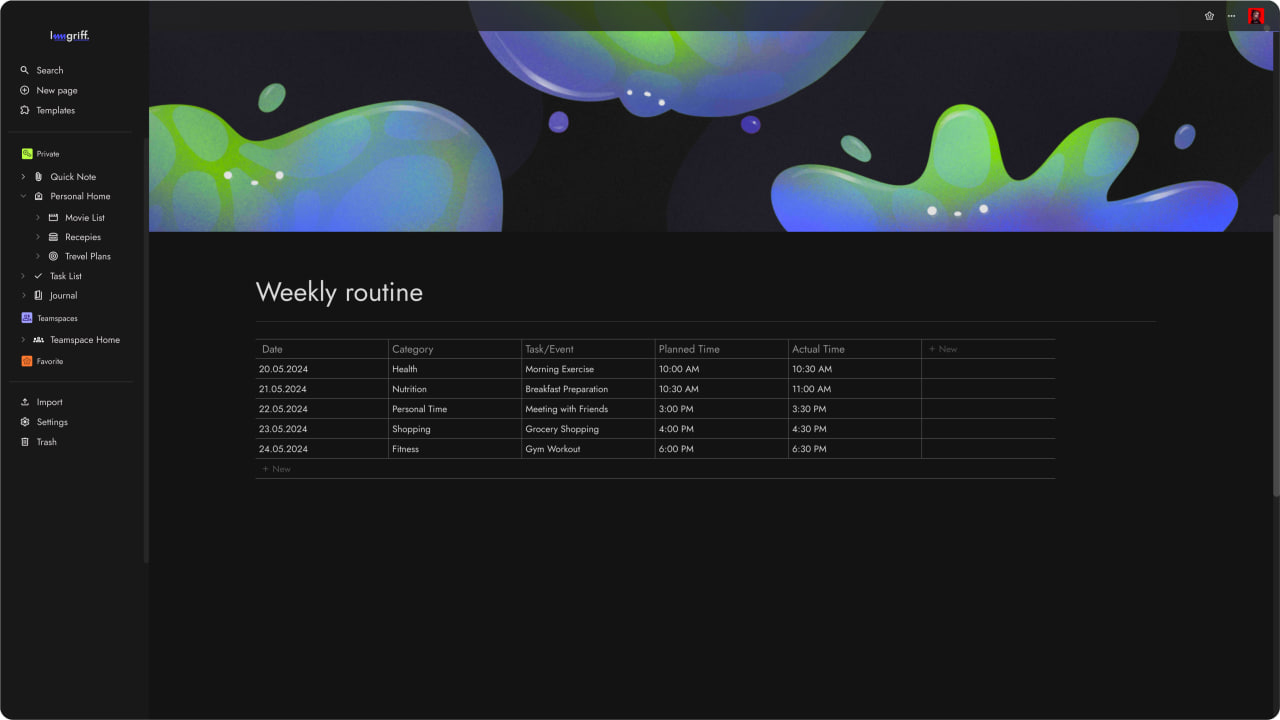 Search
New page
Templates
Private
Quick Note
Personal Home
Movie List
Recepies
Trevel Plans
Task List
Journal
Teamspaces
Teamspace Home
Favorite
Import
Settings
Trash
Weekly routine
Date Category Task/Event Planned Time Actual Time + New
20.05.2024 Health Morning Exercise 10:00 AM 10:30 AM
21.05.2024 Nutrition Breakfast Preparation 10:30 AM 11:00 AM
22.05.2024 Personal Time Meeting with Friends 3:00 PM 3:30 PM
23.05.2024 Shopping Grocery Shopping 4:00 PM 4:30 PM
24.05.2024 Fitness Gym Workout 6:00 PM 6:30 PM
+ New